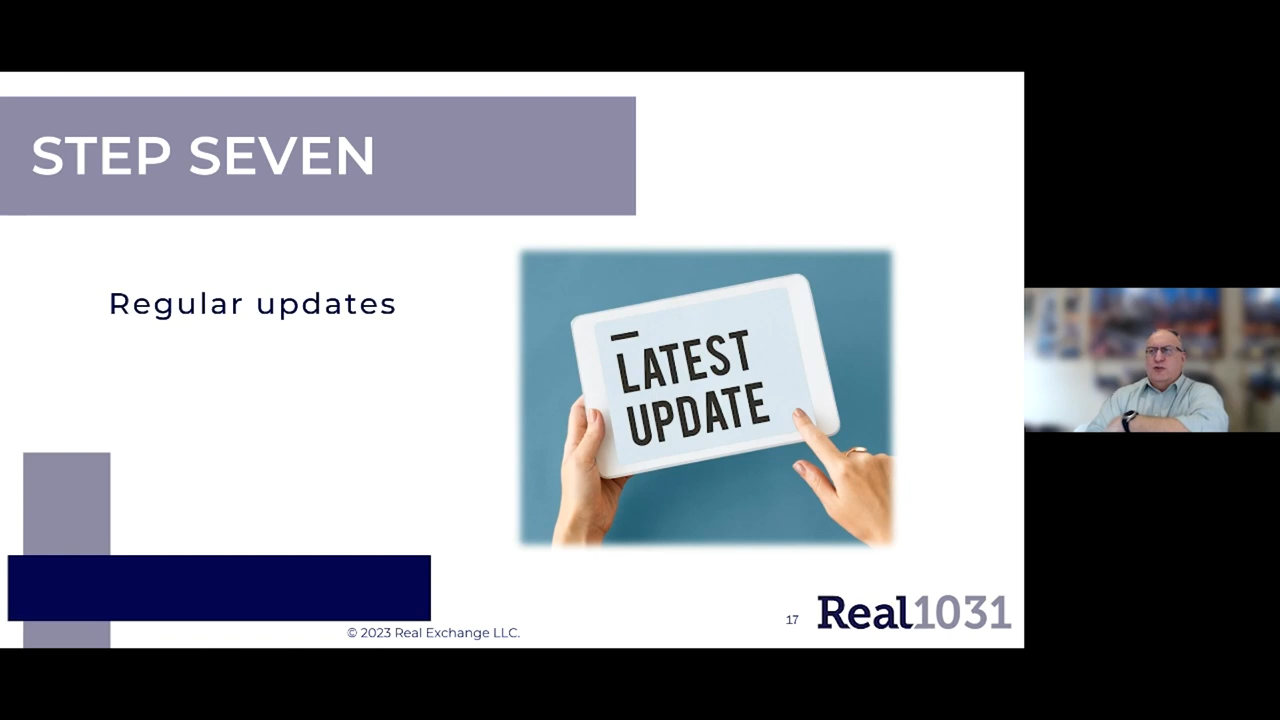 STEP SEVEN
Regular updates
LATEST
UPDATE
© 2023 Real Exchange LLC.
17
Real1031